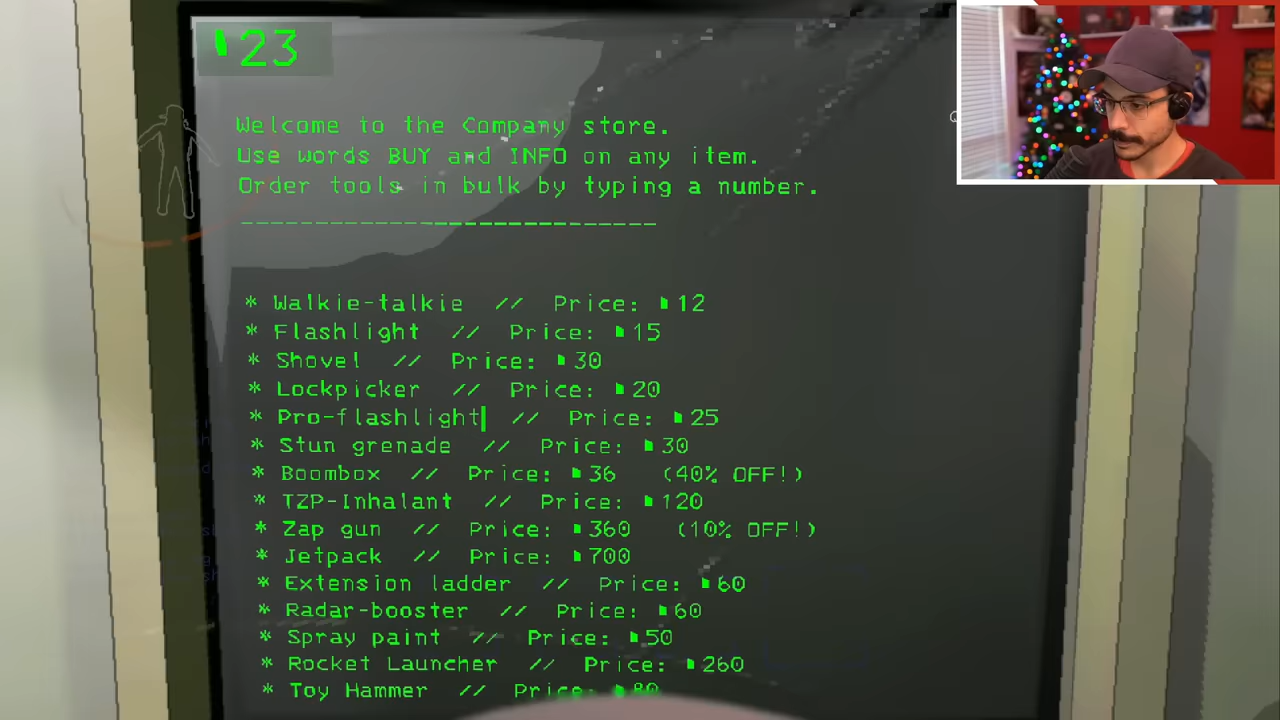 ▮23
Welcome to the Company store.
Use words BUY and INFO on any item.
Order tools in bulk by typing a number.
----------------------------
* Walkie-talkie // Price: ▮12
* Flashlight // Price: ▮15
* Shovel // Price: ▮30
* Lockpicker // Price: ▮20
* Pro-flashlight // Price: ▮25
* Stun grenade // Price: ▮30
* Boombox // Price: ▮36 (40% OFF!)
* TZP-Inhalant // Price: ▮120
* Zap gun // Price: ▮360 (10% OFF!)
* Jetpack // Price: ▮700
* Extension ladder // Price: ▮60
* Radar-booster // Price: ▮60
* Spray paint // Price: ▮50
* Rocket Launcher // Price: ▮260
* Toy Hammer // Price: ▮80